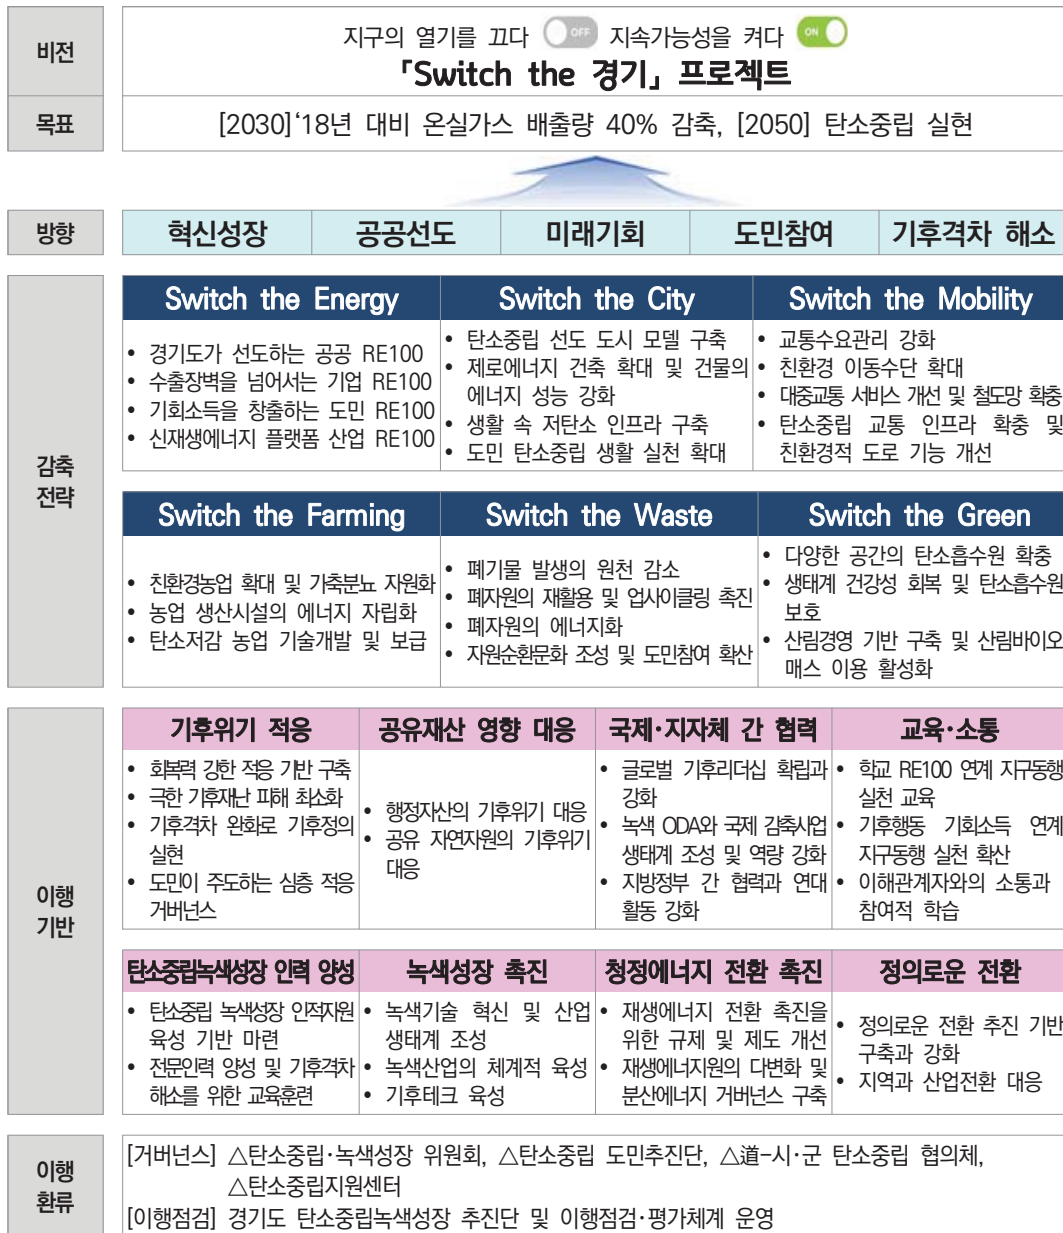 비전
지구의 열기를 끄다 OFF 지속가능성을 켜다 ON
「Switch the 경기」 프로젝트
목표
[2030]‘18년 대비 온실가스 배출량 40% 감축, [2050] 탄소중립 실현
방향
혁신성장 공공선도 미래기회 도민참여 기후격차 해소
감축
전략
Switch the Energy
• 경기도가 선도하는 공공 RE100
• 수출장벽을 넘어서는 기업 RE100
• 기회소득을 창출하는 도민 RE100
• 신재생에너지 플랫폼 산업 RE100
Switch the City
• 탄소중립 선도 도시 모델 구축
• 제로에너지 건축 확대 및 건물의
에너지 성능 강화
• 생활 속 저탄소 인프라 구축
• 도민 탄소중립 생활 실천 확대
Switch the Mobility
• 교통수요관리 강화
• 친환경 이동수단 확대
• 대중교통 서비스 개선 및 철도망 확충
• 탄소중립 교통 인프라 확충 및
친환경적 도로 기능 개선
Switch the Farming
• 친환경농업 확대 및 가축분뇨 자원화
• 농업 생산시설의 에너지 자립화
• 탄소저감 농업 기술개발 및 보급
Switch the Waste
• 폐기물 발생의 원천 감소
• 폐자원의 재활용 및 업사이클링 촉진
• 폐자원의 에너지화
• 자원순환문화 조성 및 도민참여 확산
Switch the Green
• 다양한 공간의 탄소흡수원 확충
• 생태계 건강성 회복 및 탄소흡수원
보호
• 산림경영 기반 구축 및 산림바이오
매스 이용 활성화
이행
기반
기후위기 적응
• 회복력 강한 적응 기반 구축
• 극한 기후재난 피해 최소화
• 기후격차 완화로 기후정의
실현
• 도민이 주도하는 심층 적응
거버넌스
공유재산 영향 대응
• 행정자산의 기후위기 대응
• 공유 자연자원의 기후위기
대응
국제·지자체 간 협력
• 글로벌 기후리더십 확립과
강화
• 녹색 ODA와 국제 감축사업
생태계 조성 및 역량 강화
• 지방정부 간 협력과 연대
활동 강화
교육·소통
• 학교 RE100 연계 지구동행
실천 교육
• 기후행동 기회소득 연계
지구동행 실천 확산
• 이해관계자와의 소통과
참여적 학습
탄소중립녹색성장 인력 양성
• 탄소중립 녹색성장 인적자원
육성 기반 마련
• 전문인력 양성 및 기후격차
해소를 위한 교육훈련
녹색성장 촉진
• 녹색기술 혁신 및 산업
생태계 조성
• 녹색산업의 체계적 육성
• 기후테크 육성
청정에너지 전환 촉진
• 재생에너지 전환 촉진을
위한 규제 및 제도 개선
• 재생에너지원의 다변화 및
분산에너지 거버넌스 구축
정의로운 전환
• 정의로운 전환 추진 기반
구축과 강화
• 지역과 산업전환 대응
이행
환류
[거버넌스] △탄소중립·녹색성장 위원회, △탄소중립 도민추진단, △道-시·군 탄소중립 협의체,
△탄소중립지원센터
[이행점검] 경기도 탄소중립녹색성장 추진단 및 이행점검·평가체계 운영